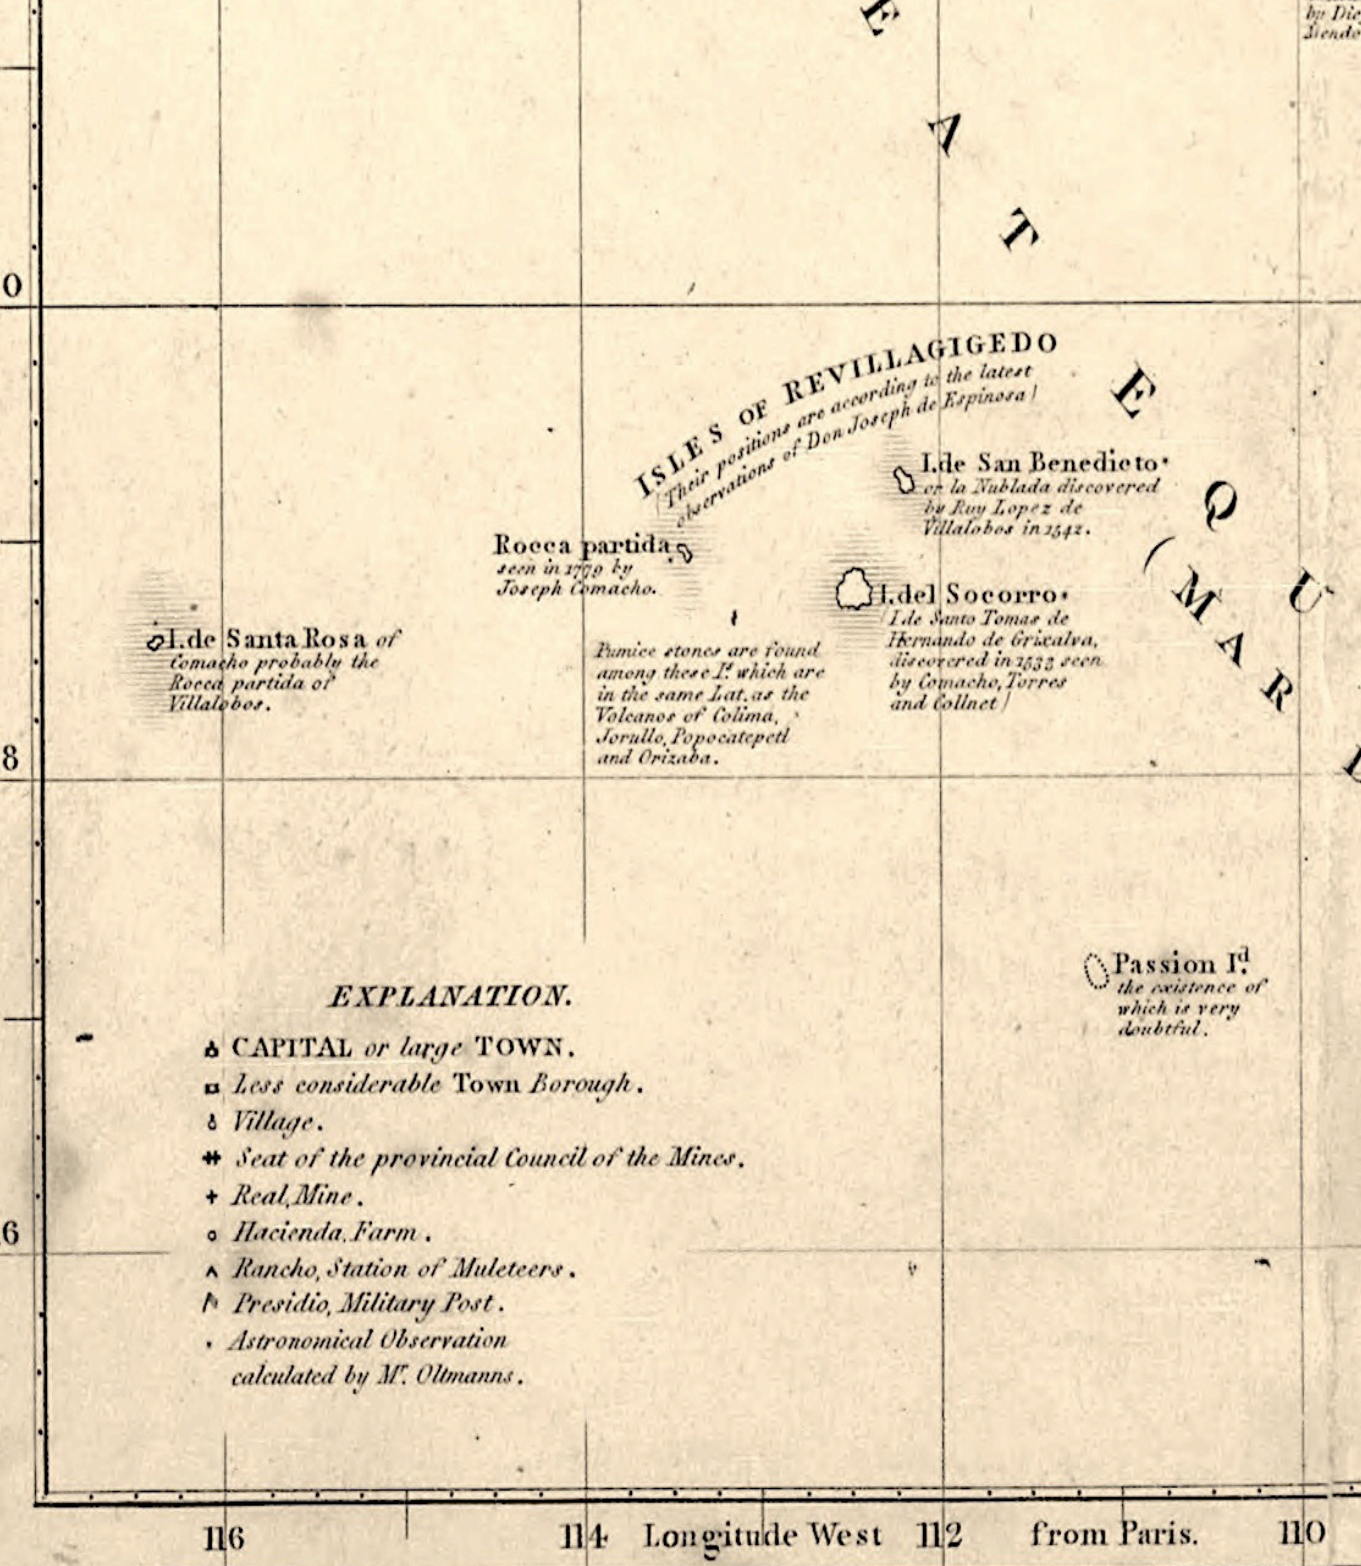 by Die
Mendo
E
A
T
E
Q
U
0
ISLES OF REVILLAGIGEDO
(Their positions are according to the latest
observations of Don Joseph de Espinosa)
I. de San Benedicto.
or la Nublada discovered
by Ruy Lopez de
Villalobos in 1542.
Rocca partida
seen in 1779 by
Joseph Comacho.
(MAR
I. del Socorro.
(I. de Santo Tomas de
Hernando de Grixalva,
discovered in 1533 seen
by Comacho, Torres
and Collnet)
I. de Santa Rosa of
Comacho probably the
Rocca partida of
Villalobos.
Pumice stones are found
among these Is. which are
in the same Lat. as the
Volcanos of Colima,
Jorullo, Popocatepetl
and Orizaba.
8
Passion Id.
the existence of
which is very
doubtful.
EXPLANATION.
CAPITAL or large TOWN.
Less considerable Town Borough.
Village.
Seat of the provincial Council of the Mines.
Real, Mine.
6
Hacienda, Farm.
Rancho, Station of Muleteers.
Presidio, Military Post.
Astronomical Observation
calculated by Mr. Oltmanns.
116 114 Longitude West 112 from Paris. 110